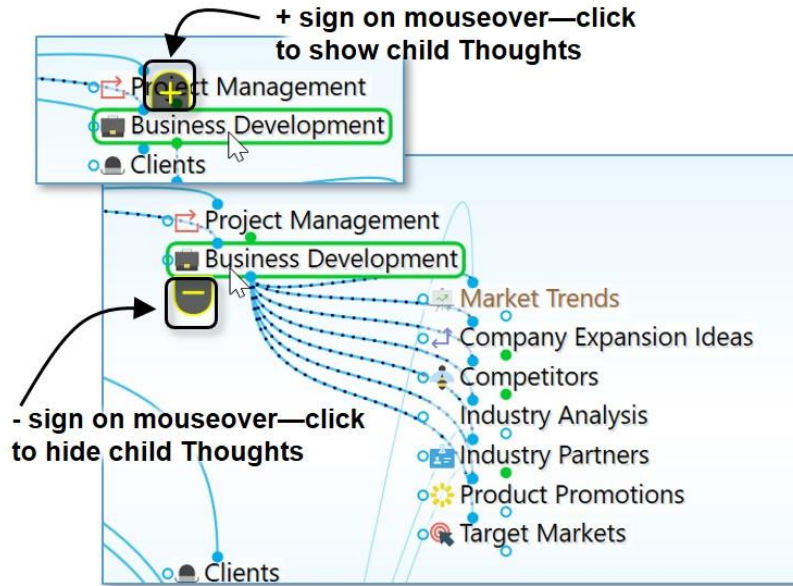 + sign on mouseover—click
to show child Thoughts
Project Management
Business Development
Clients
Project Management
Business Development
Market Trends
Company Expansion Ideas
Competitors
- sign on mouseover—click
to hide child Thoughts
Industry Analysis
Industry Partners
Product Promotions
Target Markets
Clients